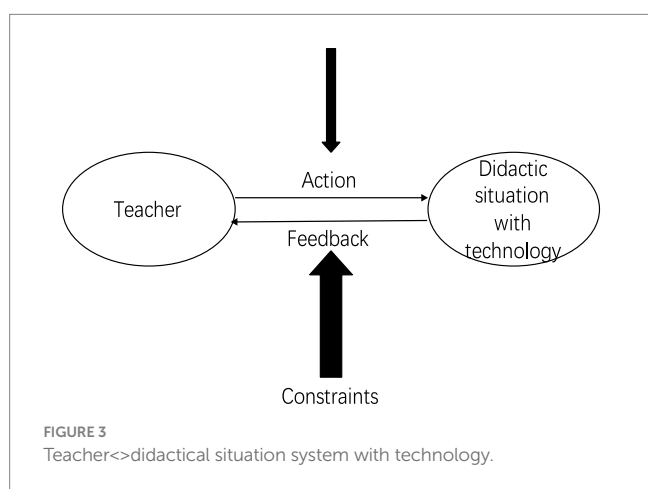 Action
Teacher
Didactic
situation
with
technology
Feedback
Constraints
FIGURE 3
Teacher<>didactical situation system with technology.